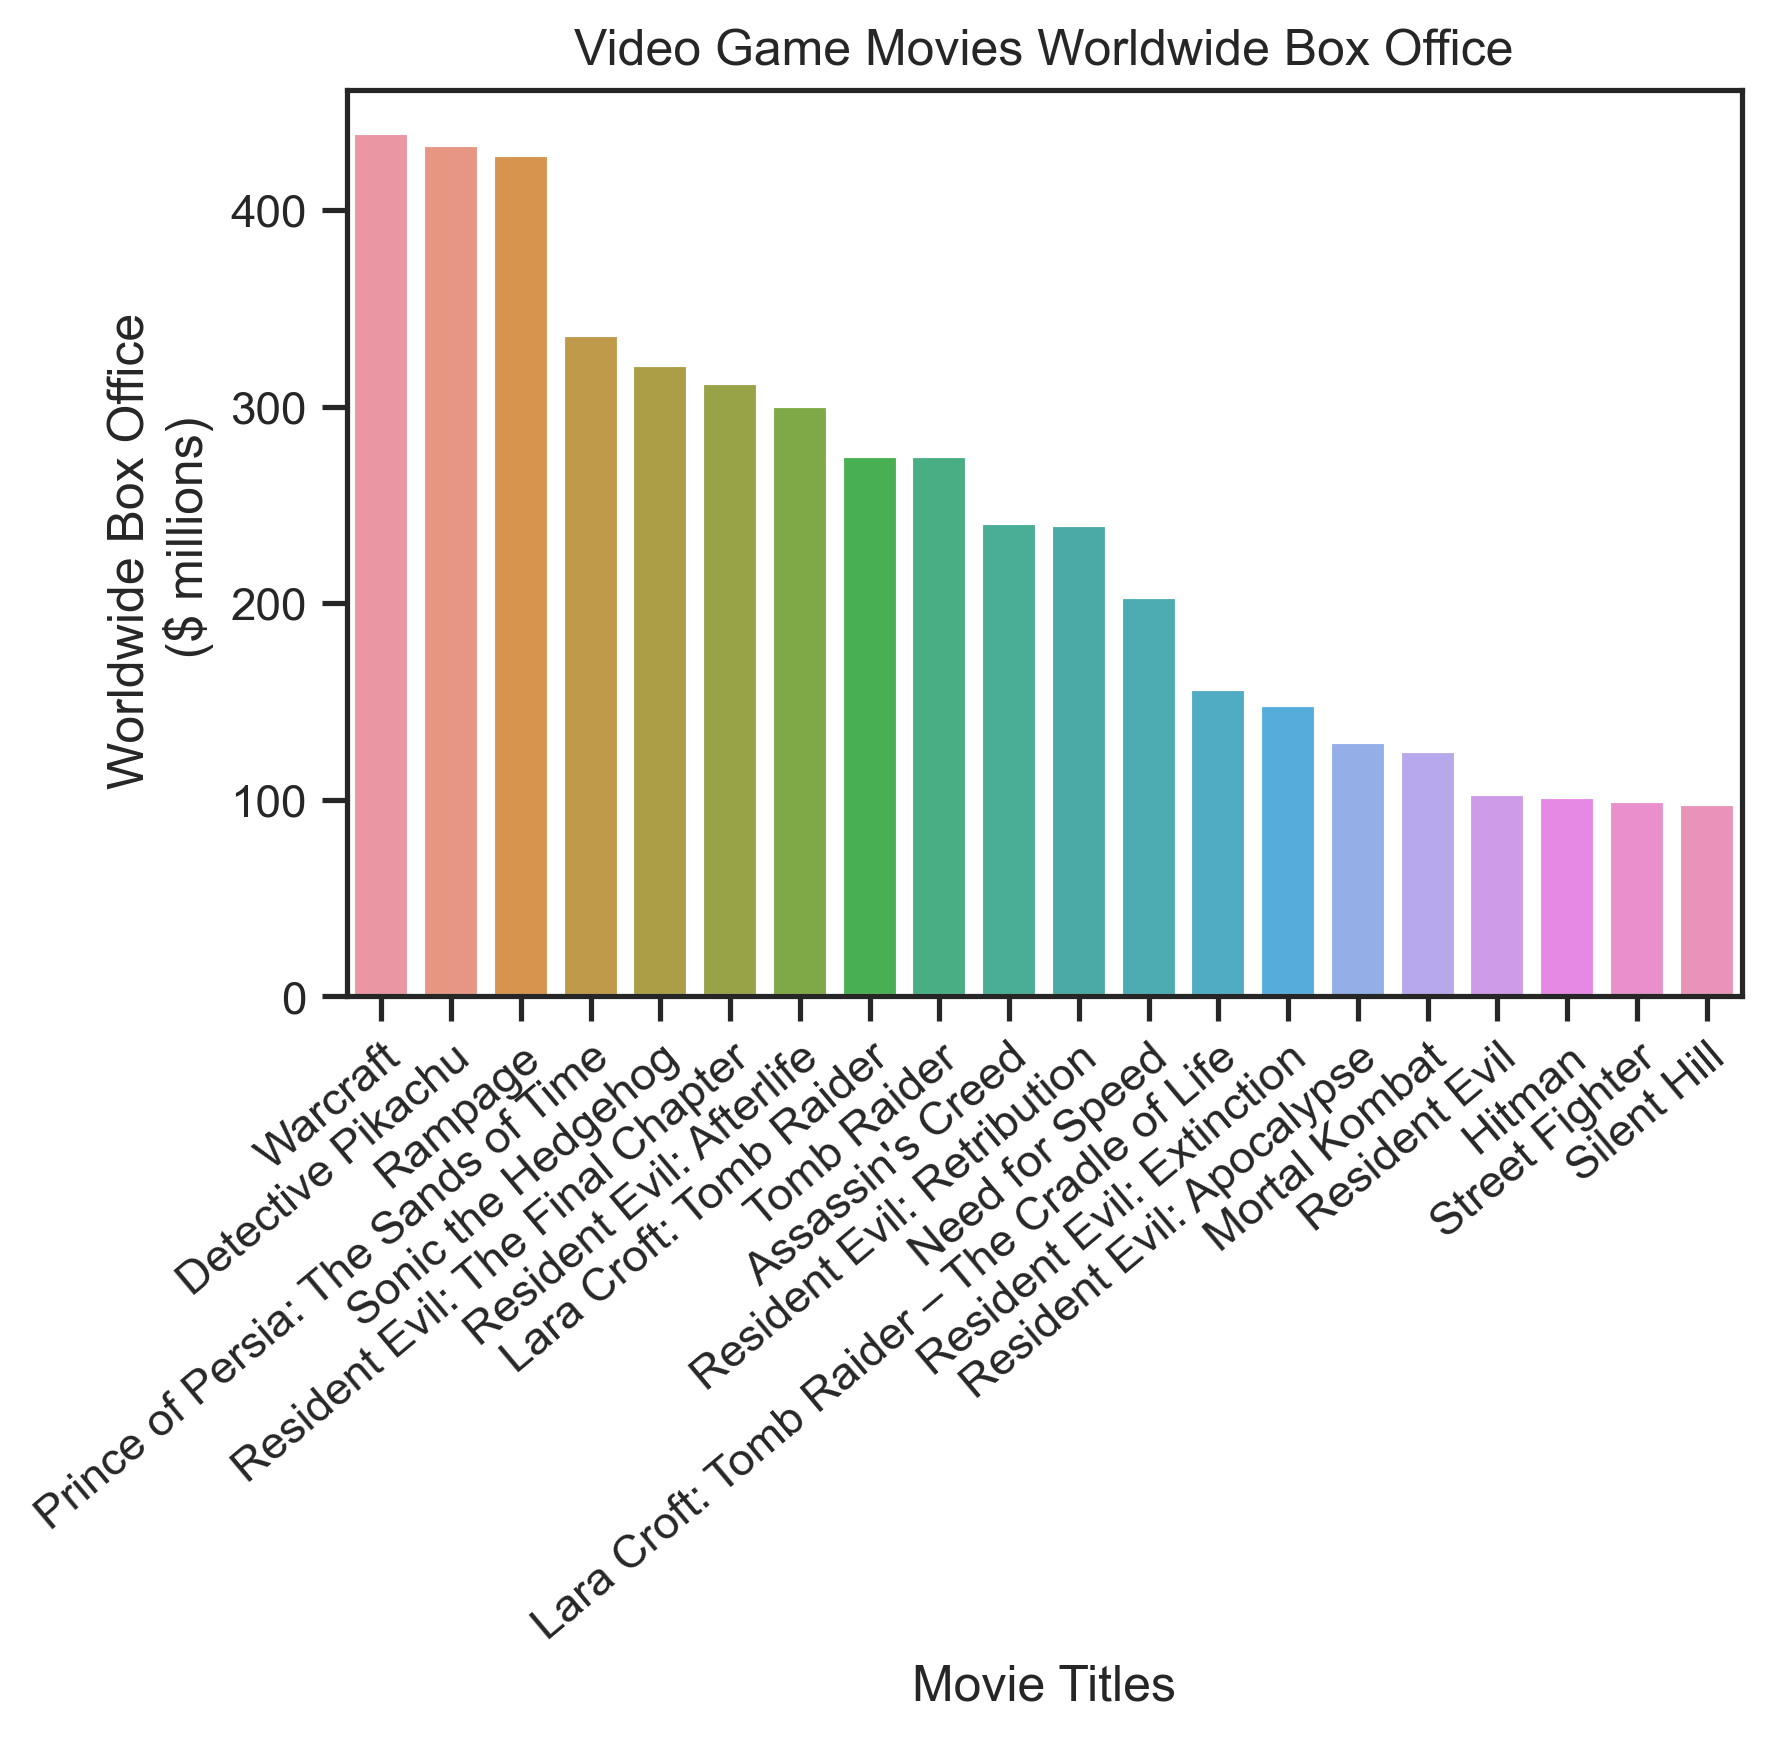 Video Game Movies Worldwide Box Office
Worldwide Box Office
($ millions)
400
300
200
100
0
Warcraft
Detective Pikachu
Rampage
Prince of Persia: The Sands of Time
Sonic the Hedgehog
Resident Evil: The Final Chapter
Resident Evil: Afterlife
Lara Croft: Tomb Raider
Tomb Raider
Assassin's Creed
Resident Evil: Retribution
Need for Speed
Lara Croft: Tomb Raider – The Cradle of Life
Resident Evil: Extinction
Resident Evil: Apocalypse
Mortal Kombat
Resident Evil
Hitman
Street Fighter
Silent Hill
Movie Titles